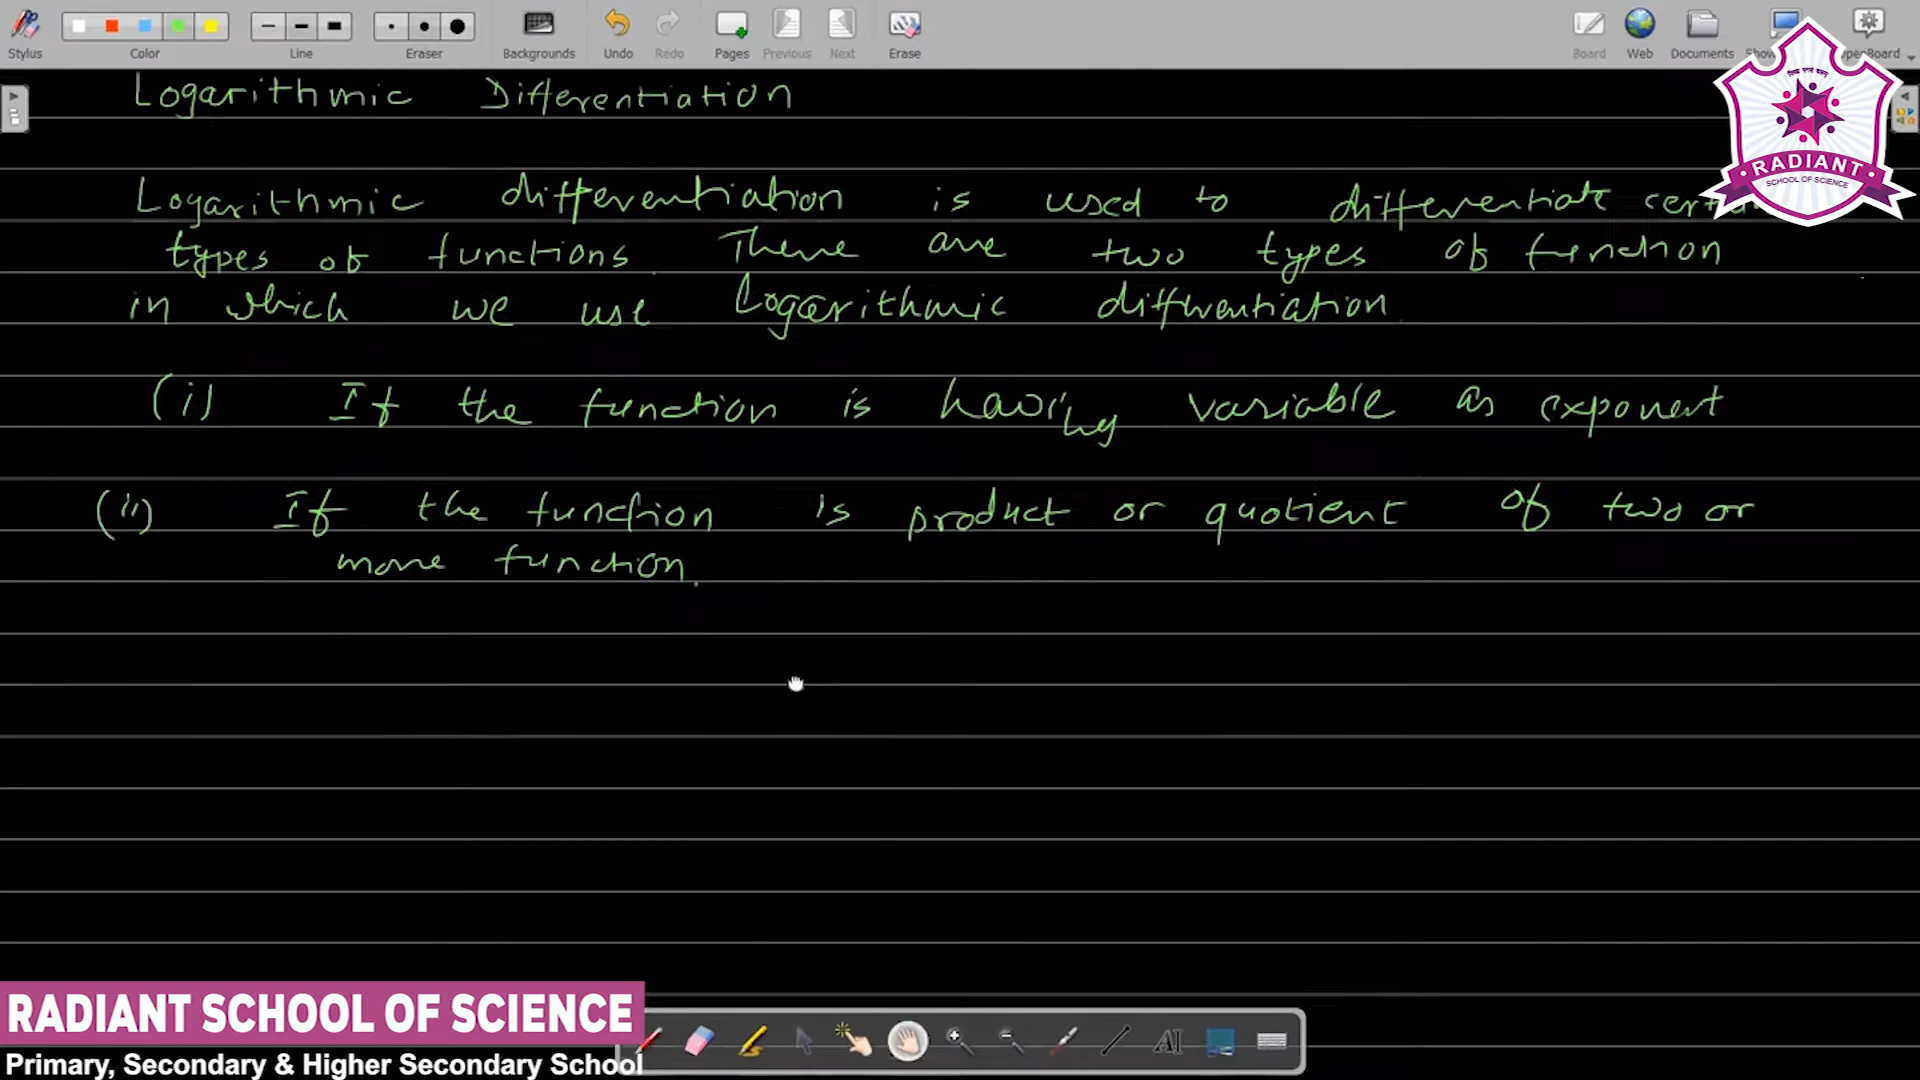 Stylus Color Line Eraser Backgrounds Undo Redo Pages Previous Next Erase Board Web Documents
Logarithmic Differentiation
Logarithmic differentiation is used to differentiate
types of functions. There are two types of function
in which we use Logarithmic differentiation.
(i) If the function is having variable as exponent
(ii) If the function is product or quotient of two or
more function.
RADIANT
SCHOOL OF SCIENCE
RADIANT SCHOOL OF SCIENCE
Primary, Secondary & Higher Secondary School